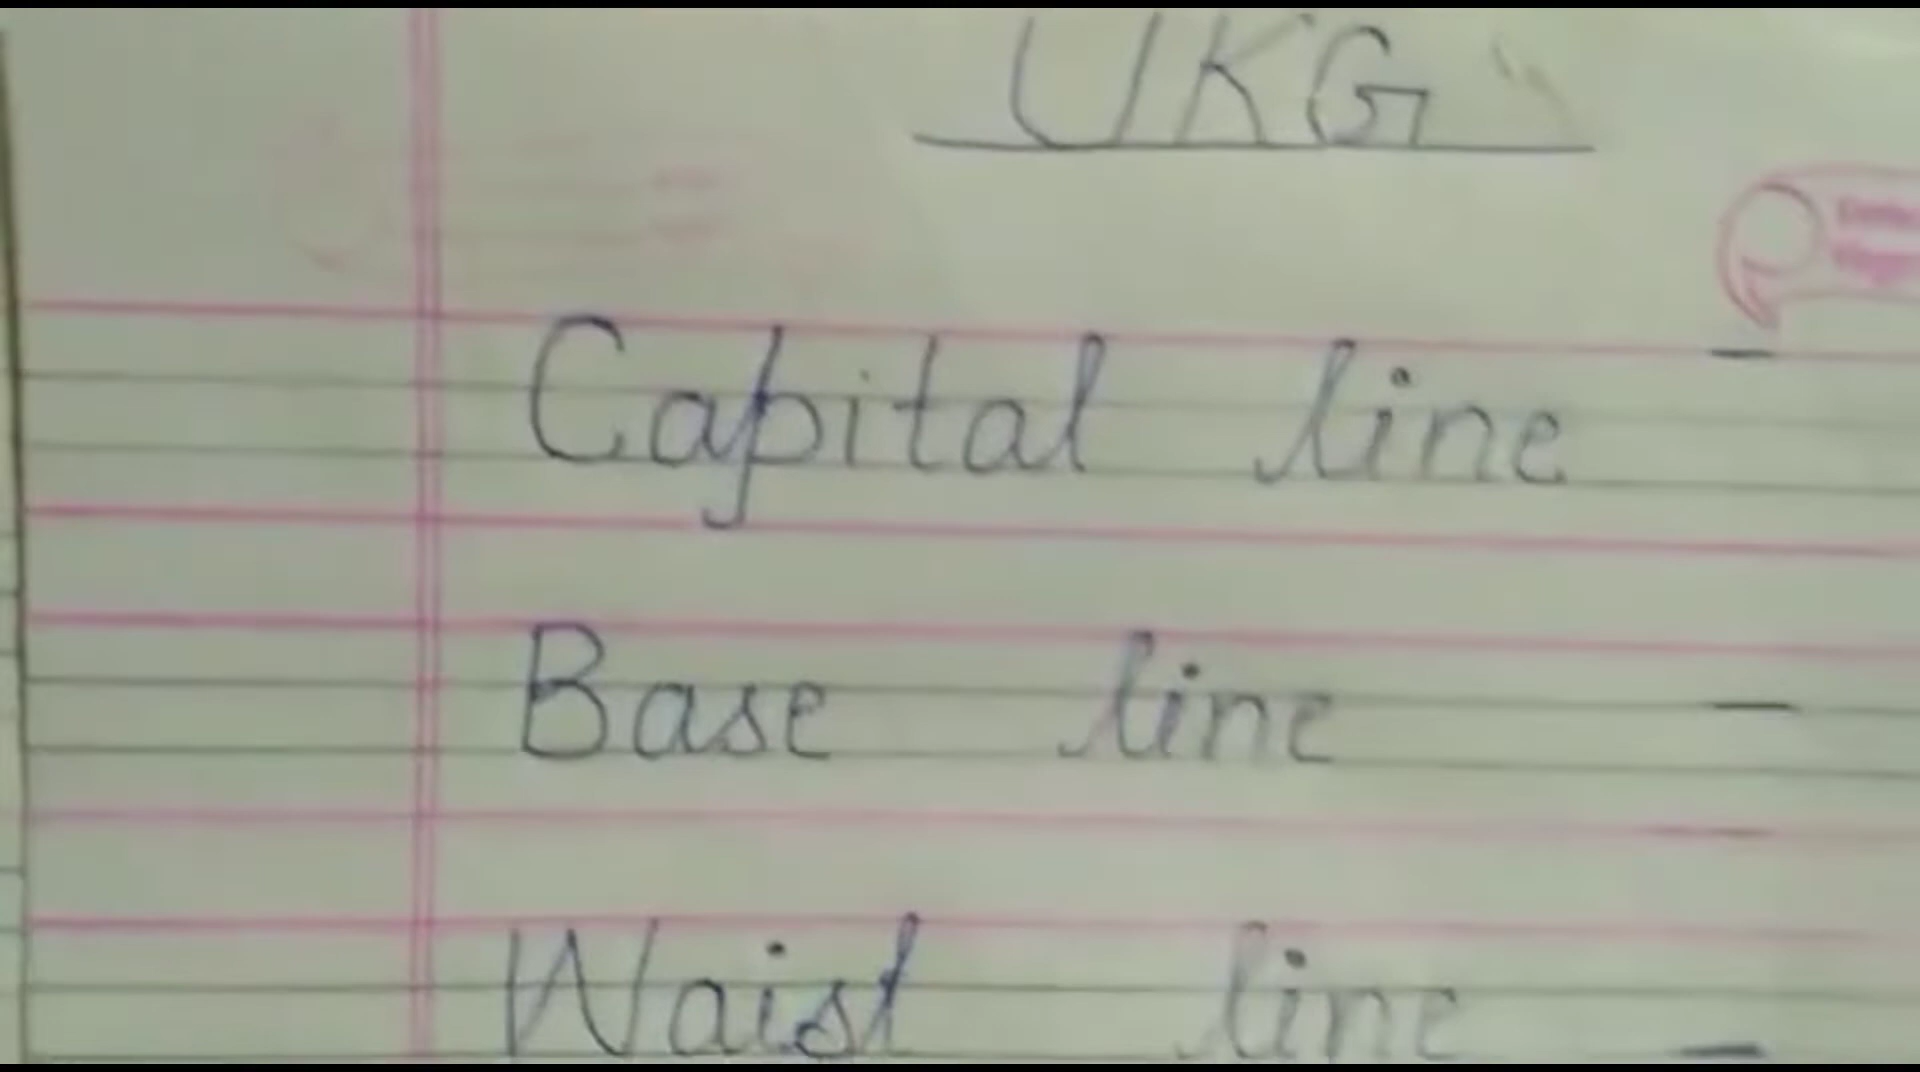 UKG
Capital line -
Base line -
Waist line -